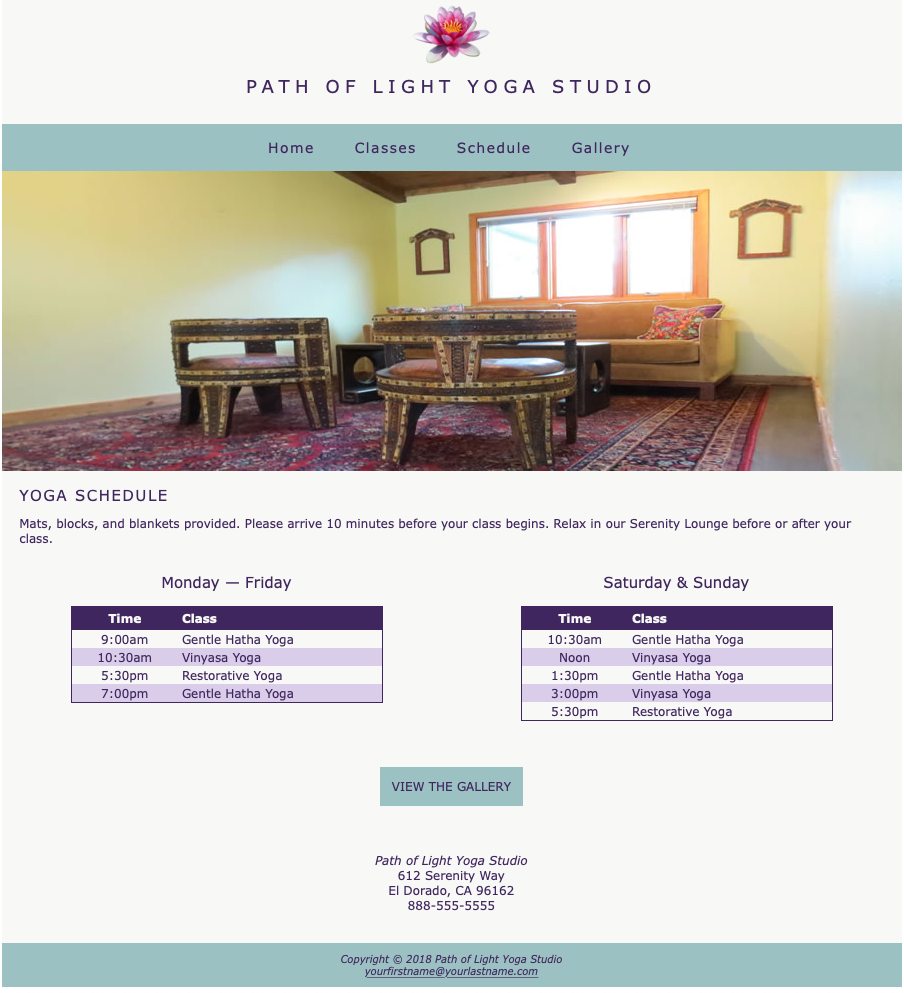 PATH OF LIGHT YOGA STUDIO
Home Classes Schedule Gallery
YOGA SCHEDULE
Mats, blocks, and blankets provided. Please arrive 10 minutes before your class begins. Relax in our Serenity Lounge before or after your
class.
Monday — Friday
Time Class
9:00am Gentle Hatha Yoga
10:30am Vinyasa Yoga
5:30pm Restorative Yoga
7:00pm Gentle Hatha Yoga
Saturday & Sunday
Time Class
10:30am Gentle Hatha Yoga
Noon Vinyasa Yoga
1:30pm Gentle Hatha Yoga
3:00pm Vinyasa Yoga
5:30pm Restorative Yoga
VIEW THE GALLERY
Path of Light Yoga Studio
612 Serenity Way
El Dorado, CA 96162
888-555-5555
Copyright © 2018 Path of Light Yoga Studio
yourfirstname@yourlastname.com